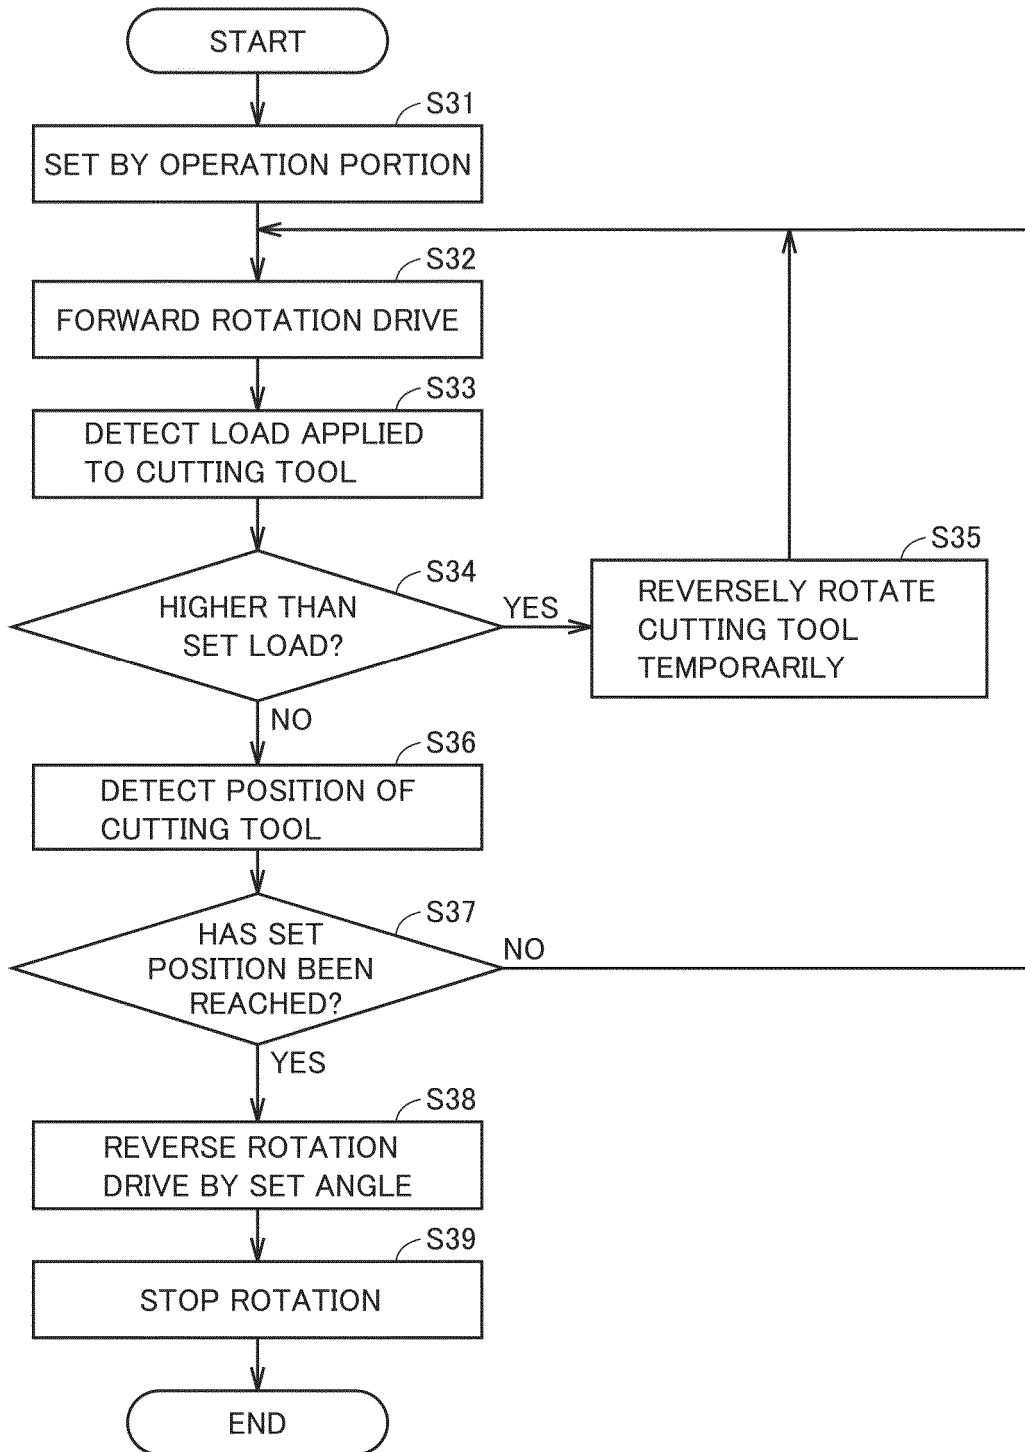 START
S31
SET BY OPERATION PORTION
S32
FORWARD ROTATION DRIVE
S33
DETECT LOAD APPLIED
TO CUTTING TOOL
S34
HIGHER THAN
SET LOAD?
YES
S35
REVERSELY ROTATE
CUTTING TOOL
TEMPORARILY
NO
S36
DETECT POSITION OF
CUTTING TOOL
S37
HAS SET
POSITION BEEN
REACHED?
NO
YES
S38
REVERSE ROTATION
DRIVE BY SET ANGLE
S39
STOP ROTATION
END